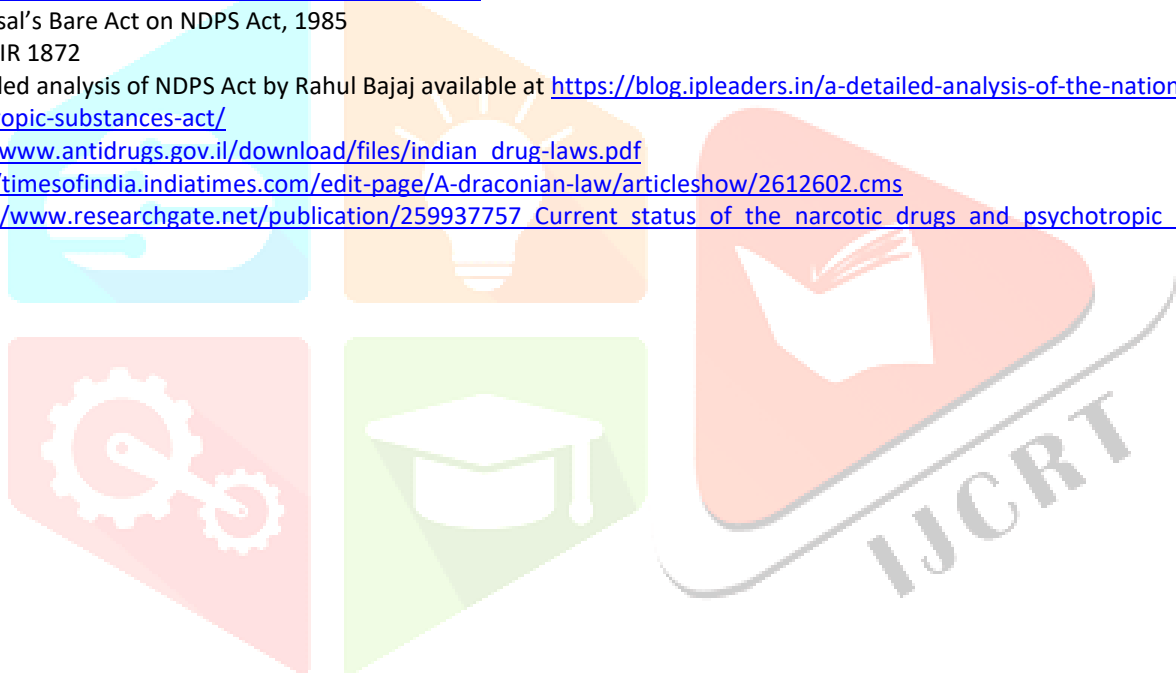 sal’s Bare Act on NDPS Act, 1985
IR 1872
led analysis of NDPS Act by Rahul Bajaj available at https://blog.ipleaders.in/a-detailed-analysis-of-the-nation
ropic-substances-act/
www.antidrugs.gov.il/download/files/indian_drug-laws.pdf
/timesofindia.indiatimes.com/edit-page/A-draconian-law/articleshow/2612602.cms
//www.researchgate.net/publication/259937757_Current_status_of_the_narcotic_drugs_and_psychotropic_
IJCRT